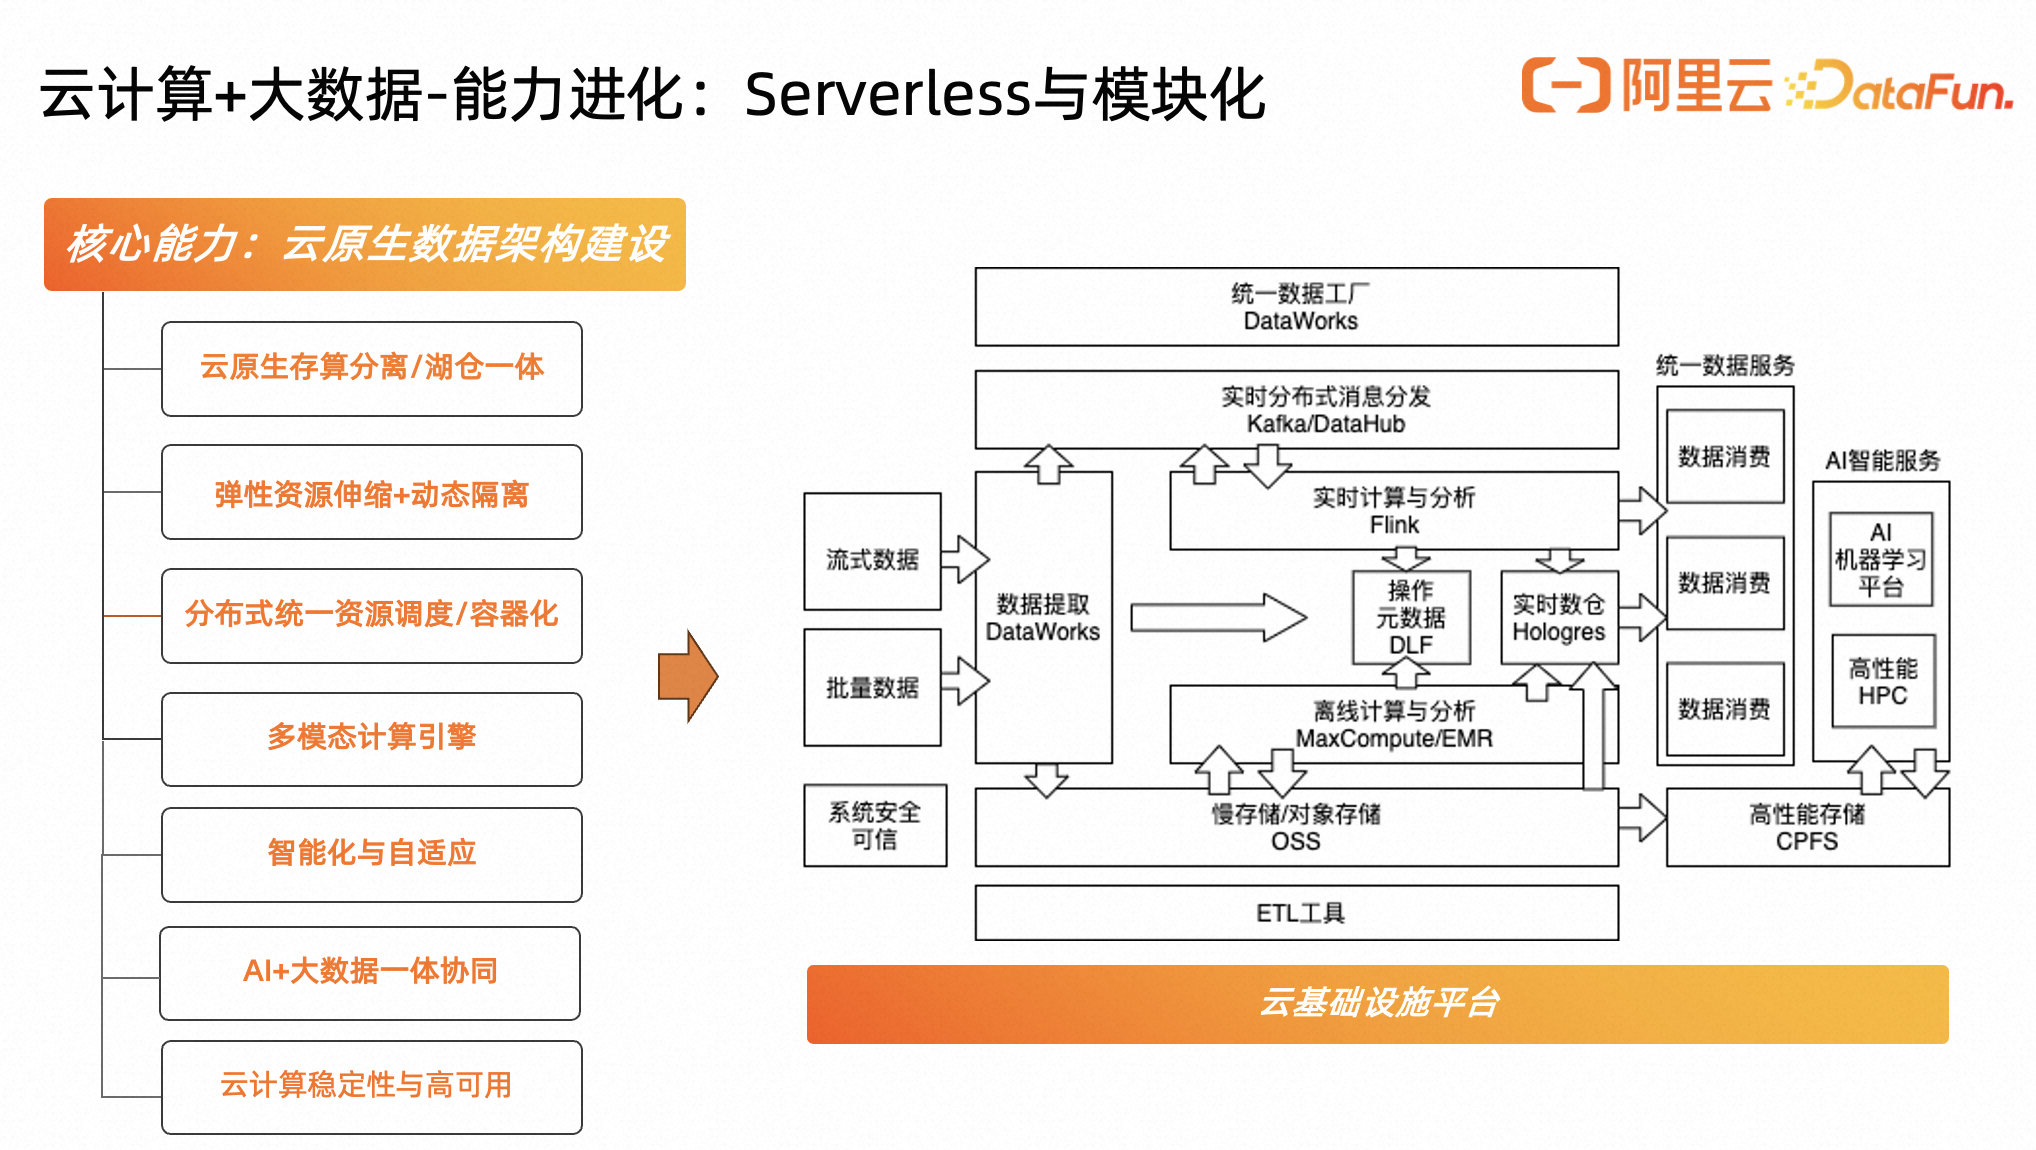 云计算+大数据-能力进化：Serverless与模块化
阿里云
DataFun.
核心能力：云原生数据架构建设
云原生存算分离/湖仓一体
弹性资源伸缩+动态隔离
分布式统一资源调度/容器化
多模态计算引擎
智能化与自适应
AI+大数据一体协同
云计算稳定性与高可用
统一数据工厂
DataWorks
实时分布式消息分发
Kafka/DataHub
流式数据
批量数据
系统安全
可信
数据提取
DataWorks
实时计算与分析
Flink
操作
元数据
DLF
实时数仓
Hologres
离线计算与分析
MaxCompute/EMR
慢存储/对象存储
OSS
ETL工具
统一数据服务
数据消费
数据消费
数据消费
AI智能服务
AI
机器学习
平台
高性能
HPC
高性能存储
CPFS
云基础设施平台